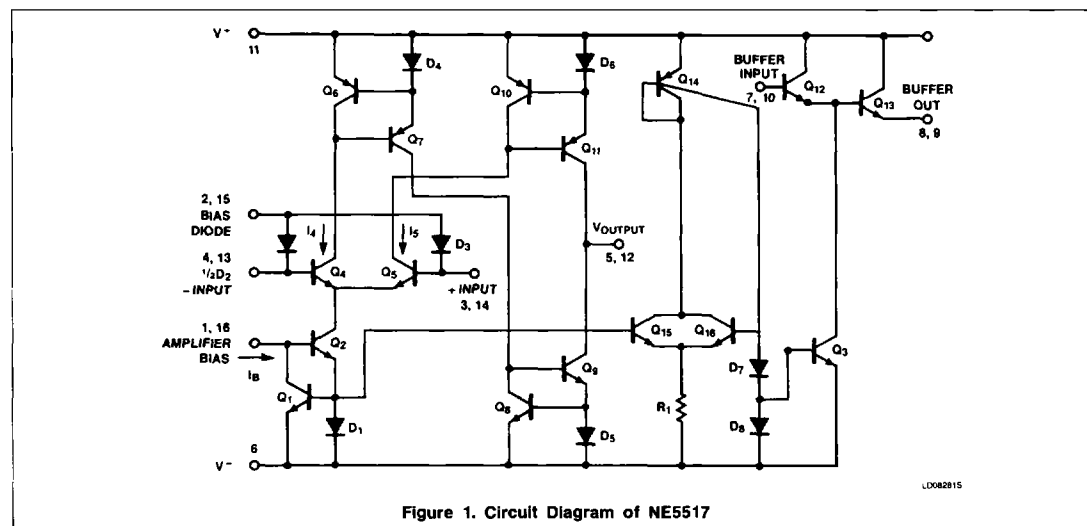 V+
11
D4
Q6
Q7
D6
Q10
Q11
Q14
BUFFER
INPUT
7, 10
Q12
Q13
BUFFER
OUT
8, 9
2, 15
BIAS
DIODE
I4
I5
D3
4, 13
1/2D2
–INPUT
Q4
Q5
+INPUT
3, 14
VOUTPUT
5, 12
1, 16
AMPLIFIER
BIAS
IB
Q2
Q1
D1
Q15
Q16
Q9
Q8
D5
R1
D7
D8
Q3
6
V–
LD08281S
Figure 1. Circuit Diagram of NE5517